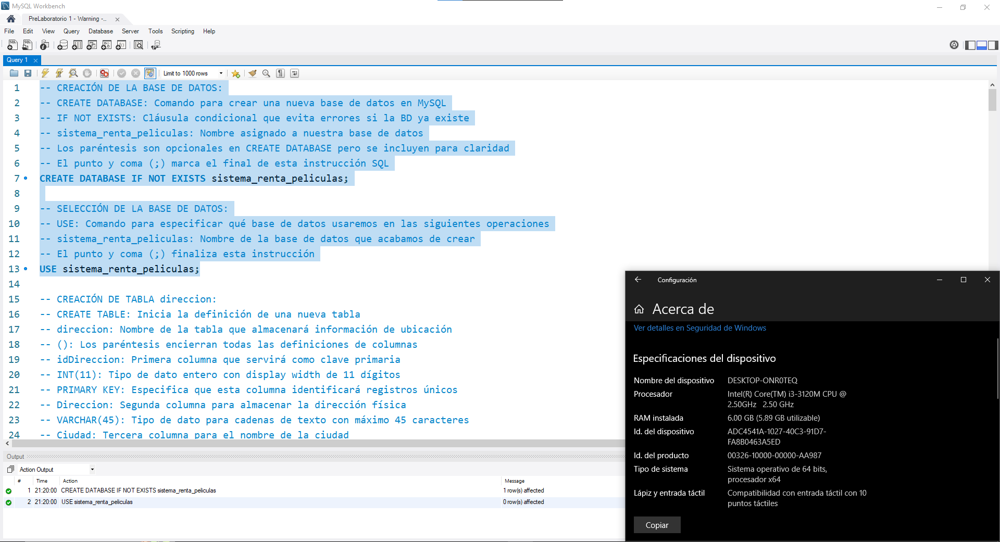 MySQL Workbench
PreLaboratorio 1 - Warning -...
File Edit View Query Database Server Tools Scripting Help
Query 1
Limit to 1000 rows
1 -- CREACIÓN DE LA BASE DE DATOS:
2 -- CREATE DATABASE: Comando para crear una nueva base de datos en MySQL
3 -- IF NOT EXISTS: Cláusula condicional que evita errores si la BD ya existe
4 -- sistema_renta_peliculas: Nombre asignado a nuestra base de datos
5 -- Los paréntesis son opcionales en CREATE DATABASE pero se incluyen para claridad
6 -- El punto y coma (;) marca el final de esta instrucción SQL
7 CREATE DATABASE IF NOT EXISTS sistema_renta_peliculas;
8
9 -- SELECCIÓN DE LA BASE DE DATOS:
10 -- USE: Comando para especificar qué base de datos usaremos en las siguientes operaciones
11 -- sistema_renta_peliculas: Nombre de la base de datos que acabamos de crear
12 -- El punto y coma (;) finaliza esta instrucción
13 USE sistema_renta_peliculas;
14
15 -- CREACIÓN DE TABLA direccion:
16 -- CREATE TABLE: Inicia la definición de una nueva tabla
17 -- direccion: Nombre de la tabla que almacenará información de ubicación
18 -- (): Los paréntesis encierran todas las definiciones de columnas
19 -- idDireccion: Primera columna que servirá como clave primaria
20 -- INT(11): Tipo de dato entero con display width de 11 dígitos
21 -- PRIMARY KEY: Especifica que esta columna identificará registros únicos
22 -- Direccion: Segunda columna para almacenar la dirección física
23 -- VARCHAR(45): Tipo de dato para cadenas de texto con máximo 45 caracteres
24 -- Ciudad: Tercera columna para el nombre de la ciudad
Output
Action Output
# Time Action Message
1 21:20:00 CREATE DATABASE IF NOT EXISTS sistema_renta_peliculas 1 row(s) affected
2 21:20:00 USE sistema_renta_peliculas 0 row(s) affected
Configuración
Acerca de
Ver detalles en Seguridad de Windows
Especificaciones del dispositivo
Nombre del dispositivo DESKTOP-ONR0TEQ
Procesador Intel(R) Core(TM) i3-3120M CPU @
2.50GHz 2.50 GHz
RAM instalada 6.00 GB (5.89 GB utilizable)
Id. del dispositivo ADC4541A-1027-40C3-91D7-
FA8B0463A5ED
Id. del producto 00326-10000-00000-AA987
Tipo de sistema Sistema operativo de 64 bits,
procesador x64
Lápiz y entrada táctil Compatibilidad con entrada táctil con 10
puntos táctiles
Copiar